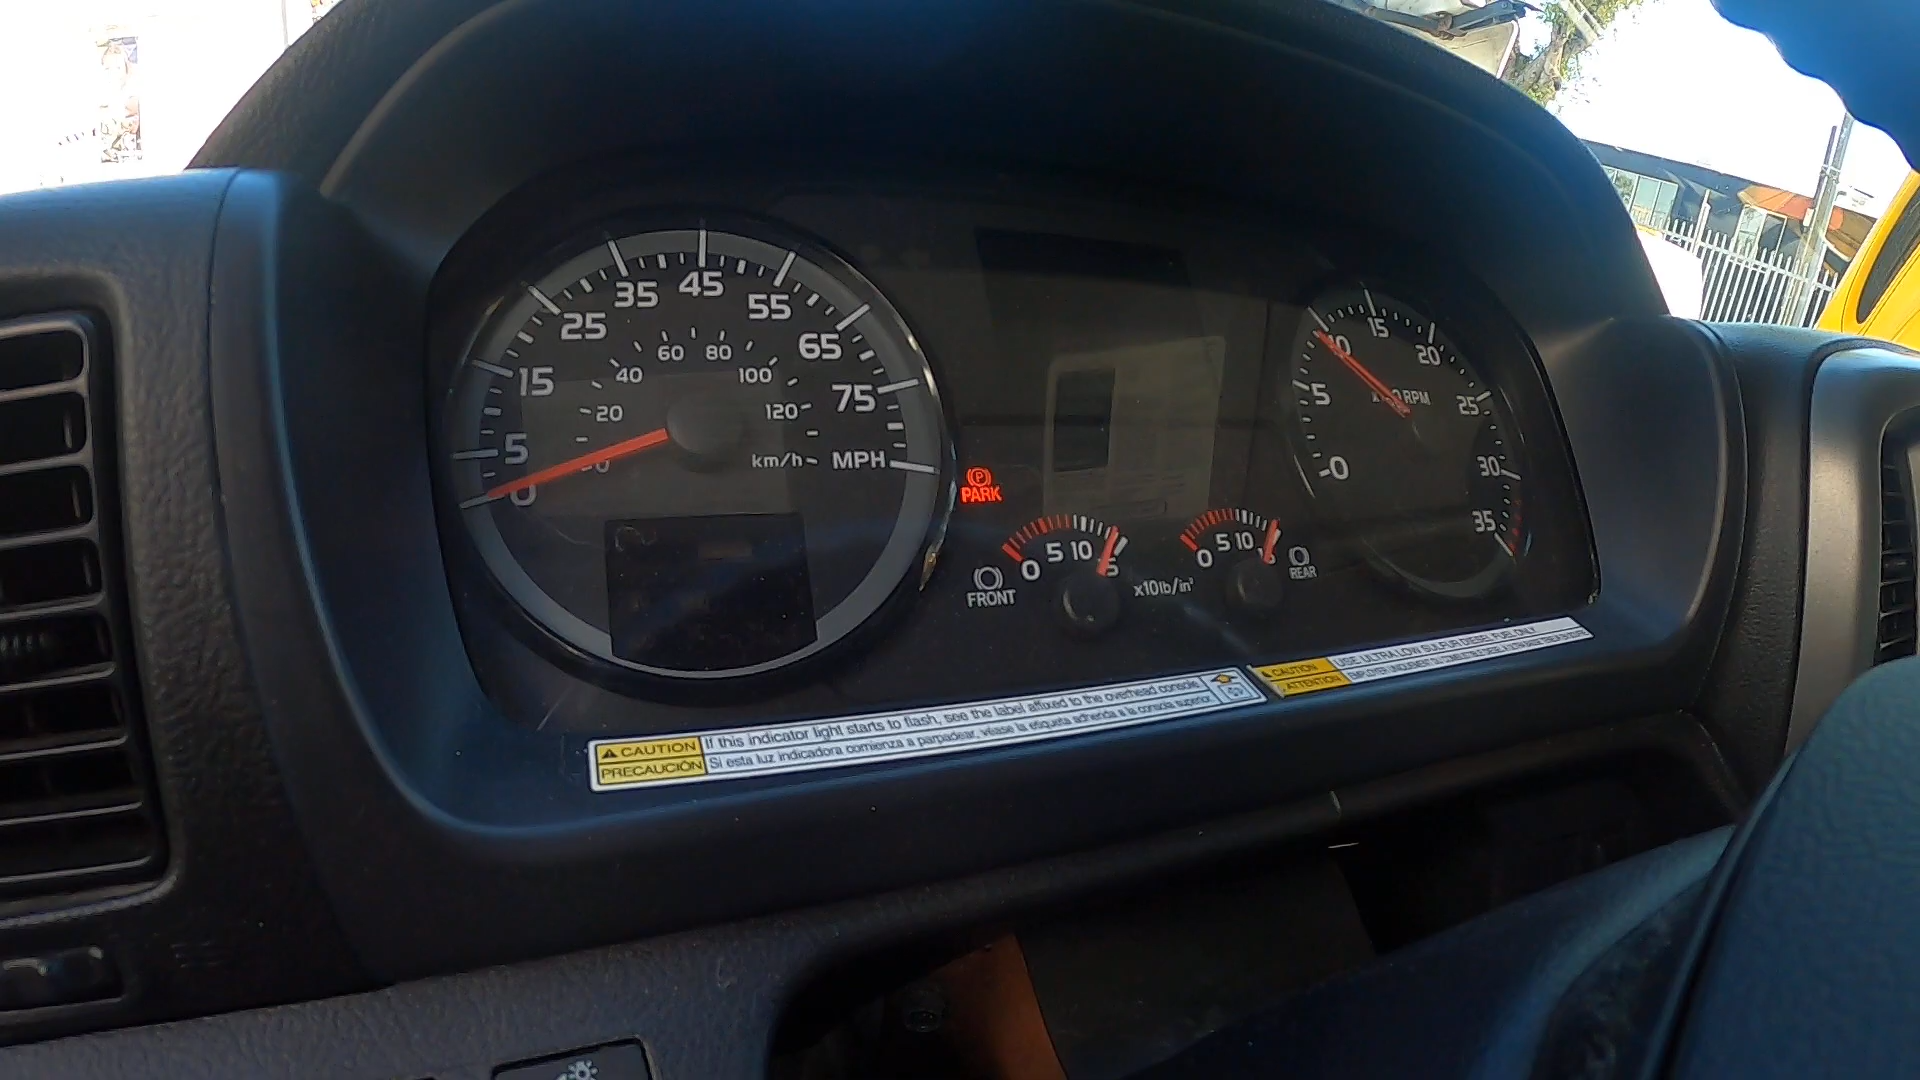 5 15 25 35 45 55 65 75 MPH
20 40 60 80 100 120 km/h
0
PARK
FRONT
0 5 10
x10lb/in²
0 5 10
REAR
0 5 10 15 20 25 30 35
RPM
CAUTION If this indicator light starts to flash, see the label affixed to the overhead console
PRECAUCIÓN Si esta luz indicadora comienza a parpadear, véase la etiqueta adherida a la consola superior
CAUTION USE ULTRA LOW SULFUR DIESEL FUEL ONLY
ATTENTION